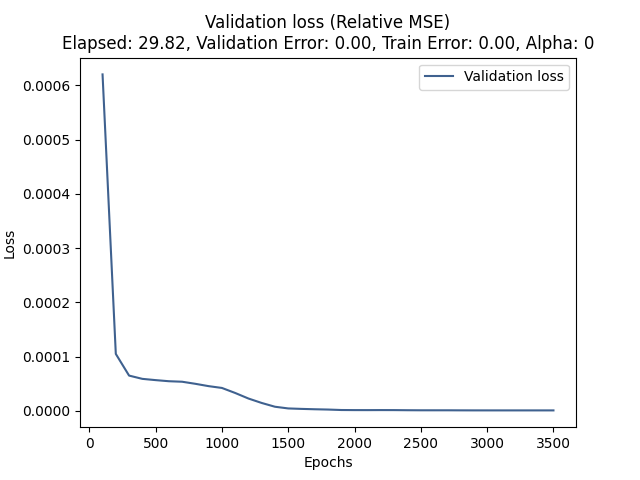 Validation loss (Relative MSE)
Elapsed: 29.82, Validation Error: 0.00, Train Error: 0.00, Alpha: 0
Validation loss
0.0006
0.0005
0.0004
0.0003
0.0002
0.0001
0.0000
Loss
0 500 1000 1500 2000 2500 3000 3500
Epochs